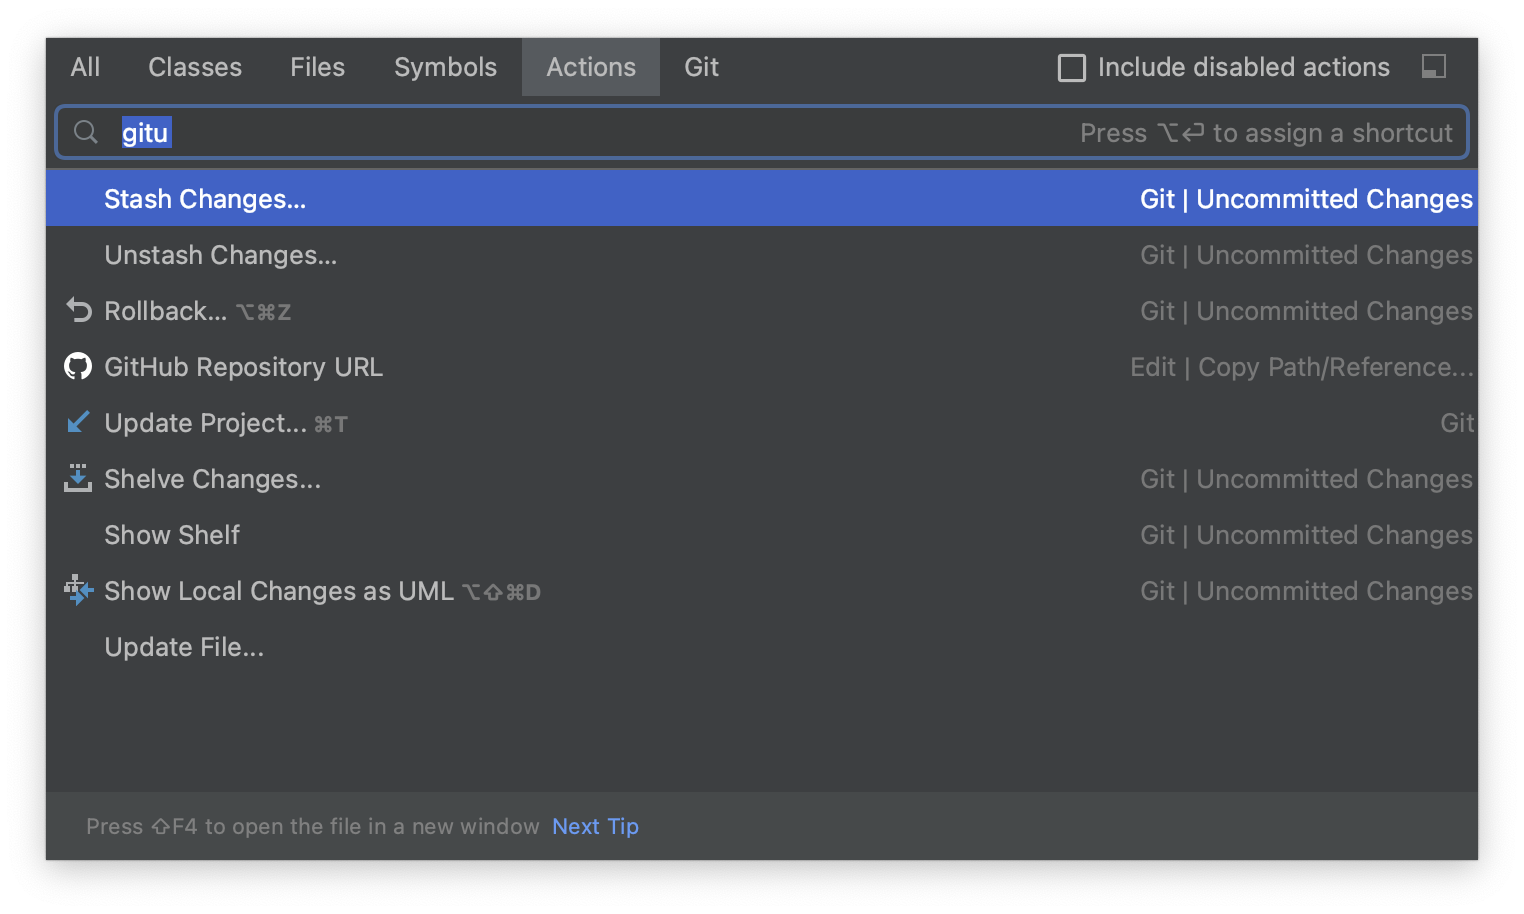 All Classes Files Symbols Actions Git Include disabled actions
gitu Press ⌥↩ to assign a shortcut
Stash Changes... Git | Uncommitted Changes
Unstash Changes... Git | Uncommitted Changes
Rollback... ⌥⌘Z Git | Uncommitted Changes
GitHub Repository URL Edit | Copy Path/Reference...
Update Project... ⌘T Git
Shelve Changes... Git | Uncommitted Changes
Show Shelf Git | Uncommitted Changes
Show Local Changes as UML ⌥⇧⌘D Git | Uncommitted Changes
Update File...
Press ⇧F4 to open the file in a new window Next Tip